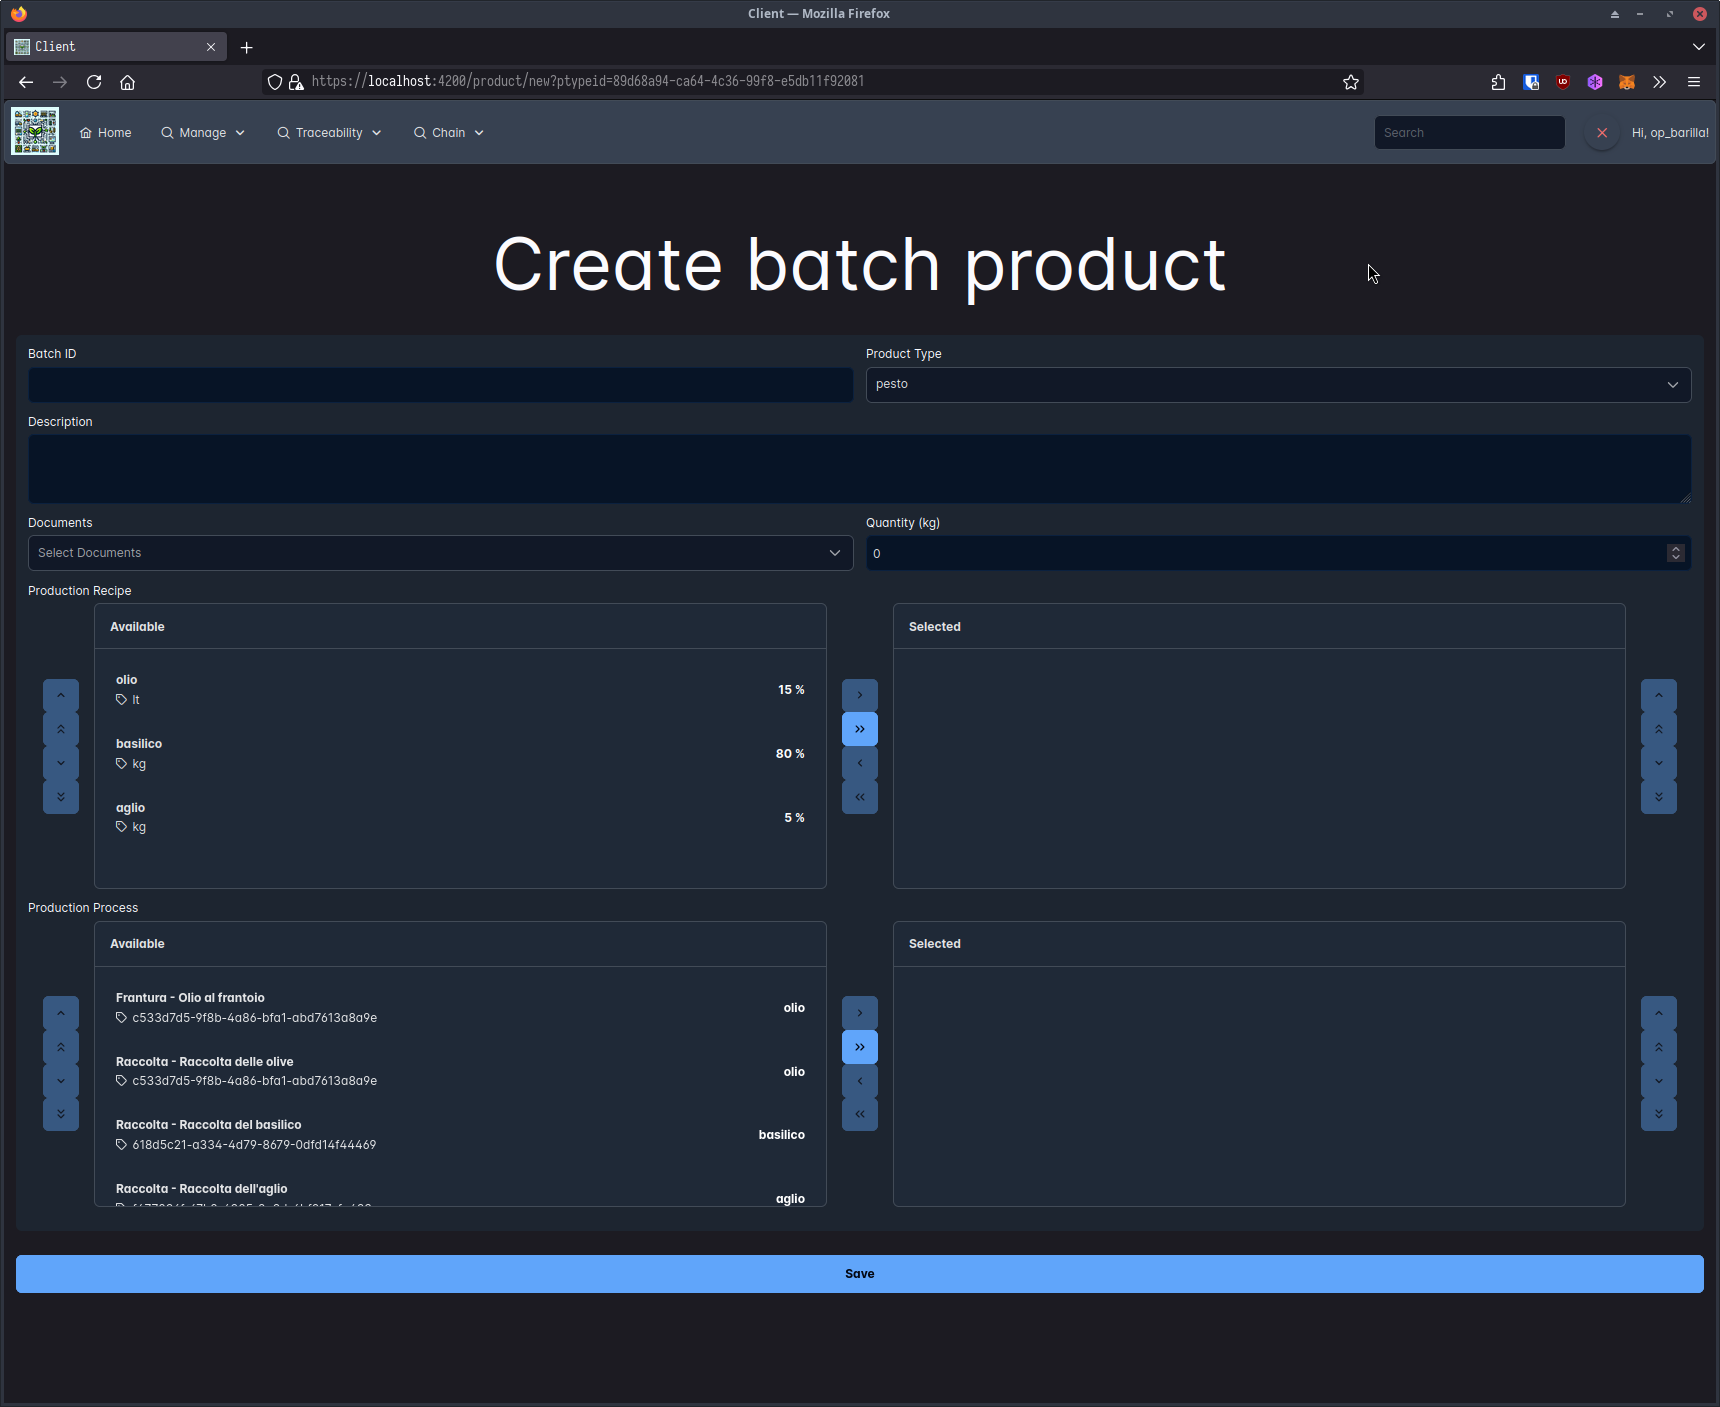 Client — Mozilla Firefox
Client
https://localhost:4200/product/new?ptypeid=89d68a94-ca64-4c36-99f8-e5db11f92081
Home Manage Traceability Chain Search Hi, op_barilla!
Create batch product
Batch ID Product Type
pesto
Description
Documents Quantity (kg)
Select Documents 0
Production Recipe
Available Selected
olio 15 %
lt
basilico 80 %
kg
aglio 5 %
kg
Production Process
Available Selected
Frantura - Olio al frantoio olio
c533d7d5-9f8b-4a86-bfa1-abd7613a8a9e
Raccolta - Raccolta delle olive olio
c533d7d5-9f8b-4a86-bfa1-abd7613a8a9e
Raccolta - Raccolta del basilico basilico
618d5c21-a334-4d79-8679-0dfd14f44469
Raccolta - Raccolta dell'aglio aglio
Save